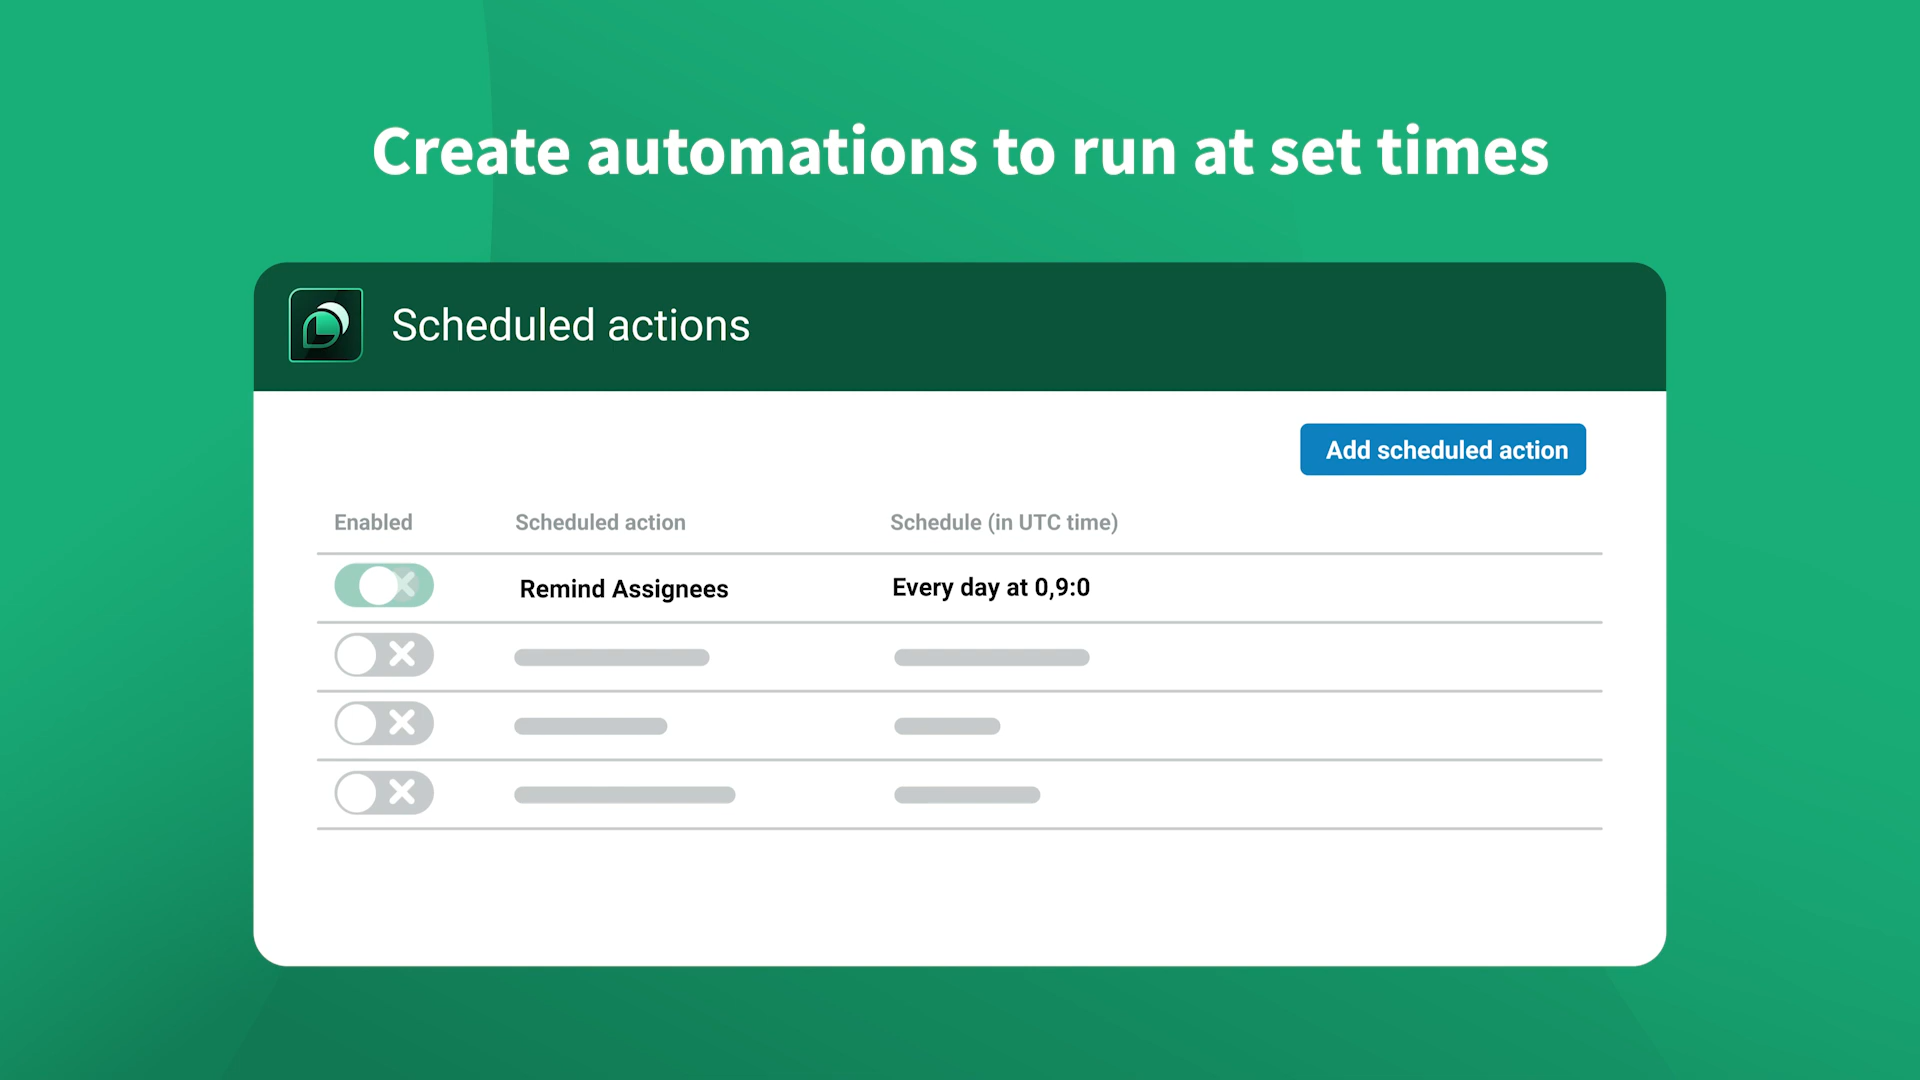 Create automations to run at set times
Scheduled actions
Add scheduled action
Enabled Scheduled action Schedule (in UTC time)
Remind Assignees Every day at 0,9:0